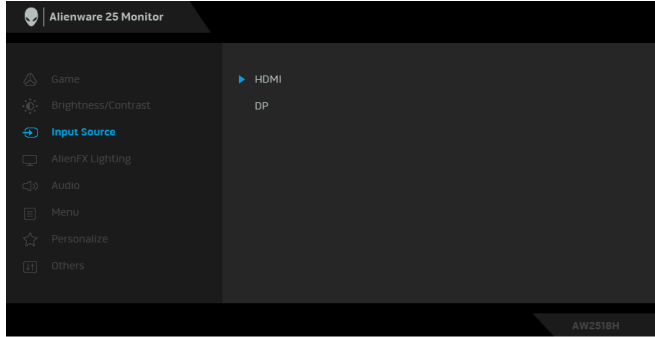 Alienware 25 Monitor
Game
HDMI
Brightness/Contrast
DP
Input Source
AlienFX Lighting
Audio
Menu
Personalize
Others
AW2518H